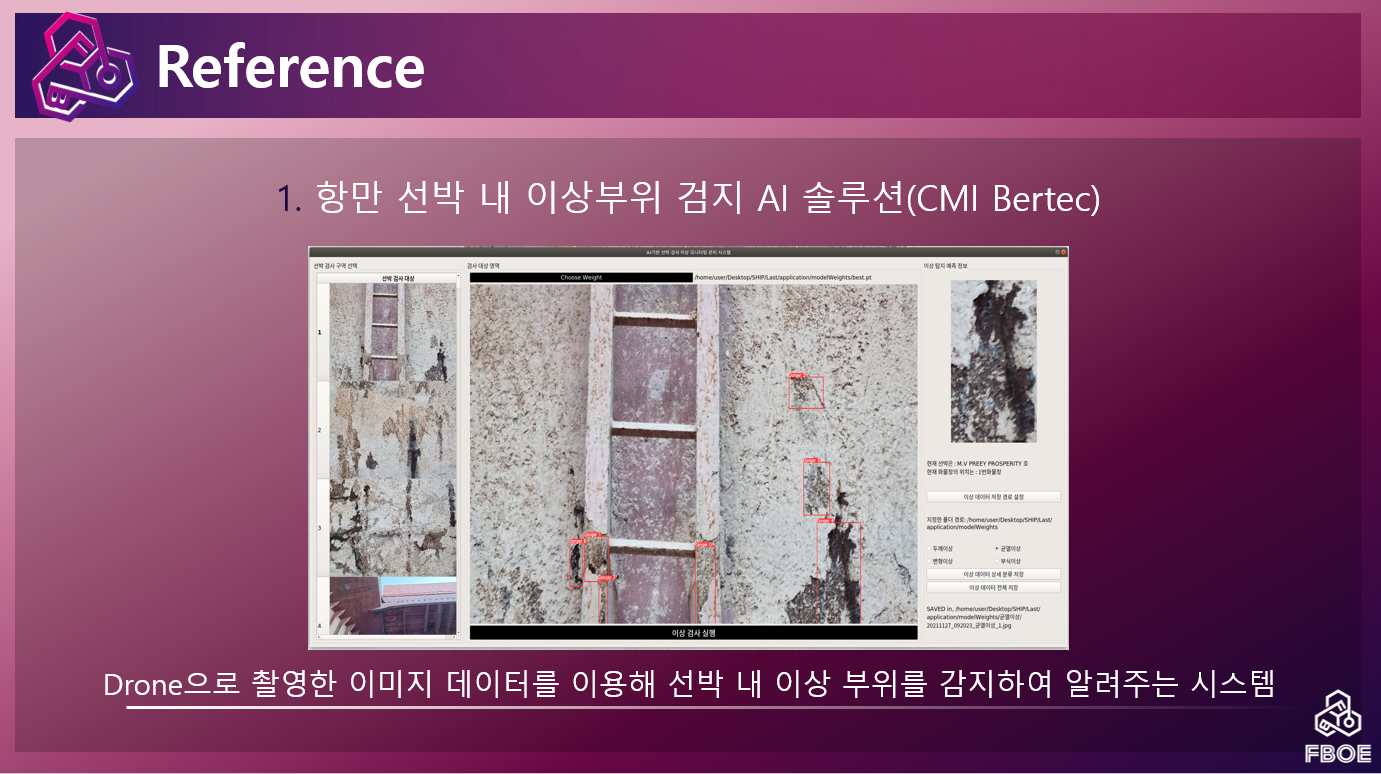 Reference
1. 항만 선박 내 이상부위 검지 AI 솔루션(CMI Bertec)
AI기반 선박 검사 이상 모니터링 관리 시스템
선박 검사 구역 선택
선박 검사 대상
1
2
3
4
검사 대상 영역
Choose Weight
/home/user/Desktop/SHIP/Last/application/modelWeights/best.pt
이상 검사 실행
이상 탐지 예측 정보
현재 선박은 : M.V PREEY PROSPERITY 호
현재 화물창의 위치는 : 1번화물창
이상 데이터 저장 경로 설정
지정한 폴더 경로: /home/user/Desktop/SHIP/Last/
application/modelWeights
두께이상
균열이상
변형이상
부식이상
이상 데이터 상세 분류 저장
이상 데이터 전체 저장
SAVED in, /home/user/Desktop/SHIP/Last/
application/modelWeights/균열이상/
20211127_092023_균열이상_1.jpg
Drone으로 촬영한 이미지 데이터를 이용해 선박 내 이상 부위를 감지하여 알려주는 시스템
FBOE